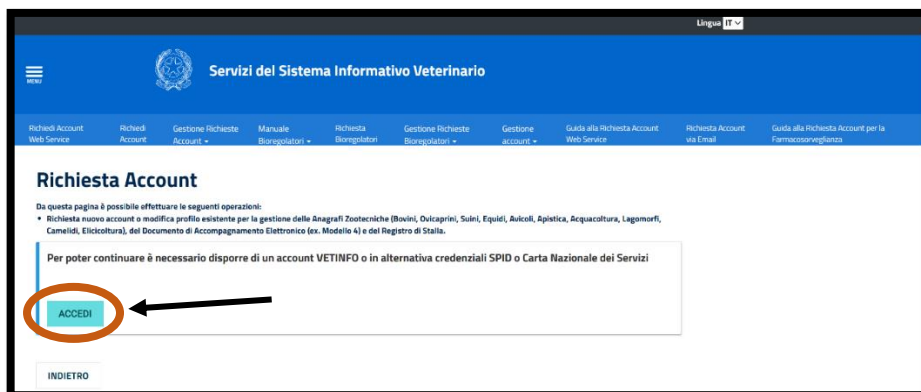 Lingua IT
MENU
Servizi del Sistema Informativo Veterinario
Richiedi Account
Web Service
Richiedi
Account
Gestione Richieste
Account
Manuale
Bioregolatori
Richiesta
Bioregolatori
Gestione Richieste
Bioregolatori
Gestione
account
Guida alla Richiesta Account
Web Service
Richiesta Account
via Email
Guida alla Richiesta Account per la
Farmacosorveglianza
Richiesta Account
Da questa pagina è possibile effettuare le seguenti operazioni:
• Richiesta nuovo account o modifica profilo esistente per la gestione delle Anagrafi Zootecniche (Bovini, Ovicaprini, Suini, Equidi, Avicoli, Apistica, Acquacoltura, Lagomorfi,
Camelidi, Elicicoltura), del Documento di Accompagnamento Elettronico (ex. Modello 4) e del Registro di Stalla.
Per poter continuare è necessario disporre di un account VETINFO o in alternativa credenziali SPID o Carta Nazionale dei Servizi
ACCEDI
INDIETRO